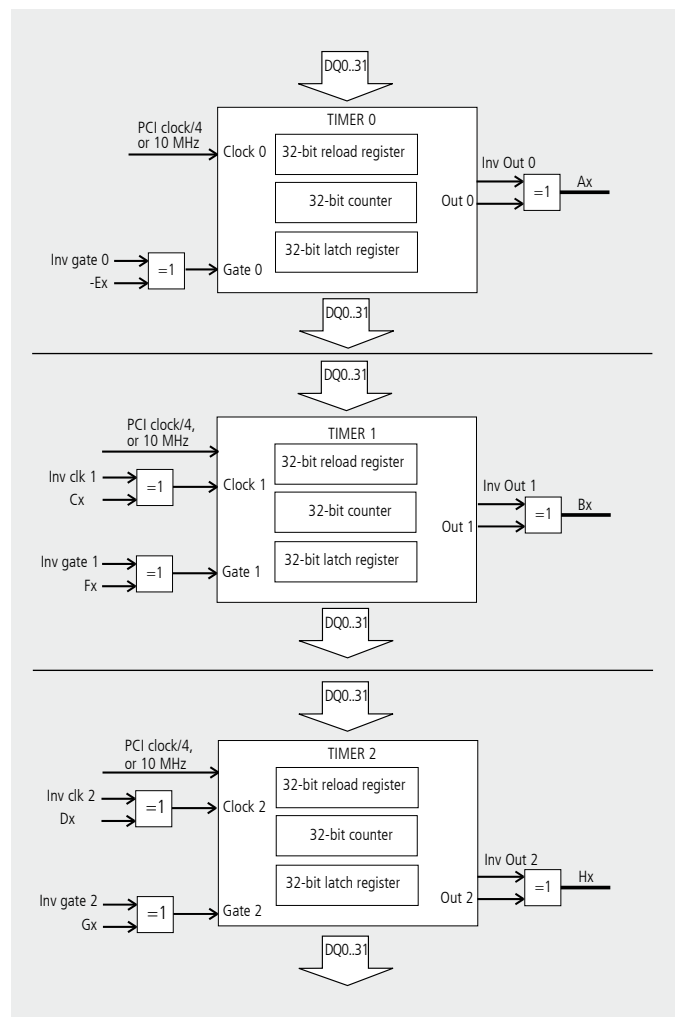 DQ0..31
TIMER 0
PCI clock/4
or 10 MHz
Clock 0
32-bit reload register
Inv Out 0
Ax
=1
32-bit counter
Out 0
32-bit latch register
Inv gate 0
=1
Gate 0
-Ex
DQ0..31
DQ0..31
PCI clock/4,
or 10 MHz
TIMER 1
32-bit reload register
Inv clk 1
=1
Clock 1
Cx
Inv Out 1
Bx
32-bit counter
=1
Out 1
32-bit latch register
Inv gate 1
=1
Gate 1
Fx
DQ0..31
DQ0..31
PCI clock/4,
or 10 MHz
TIMER 2
32-bit reload register
Inv clk 2
=1
Clock 2
Dx
32-bit counter
Inv Out 2
Hx
32-bit latch register
=1
Out 2
Inv gate 2
=1
Gate 2
Gx
DQ0..31